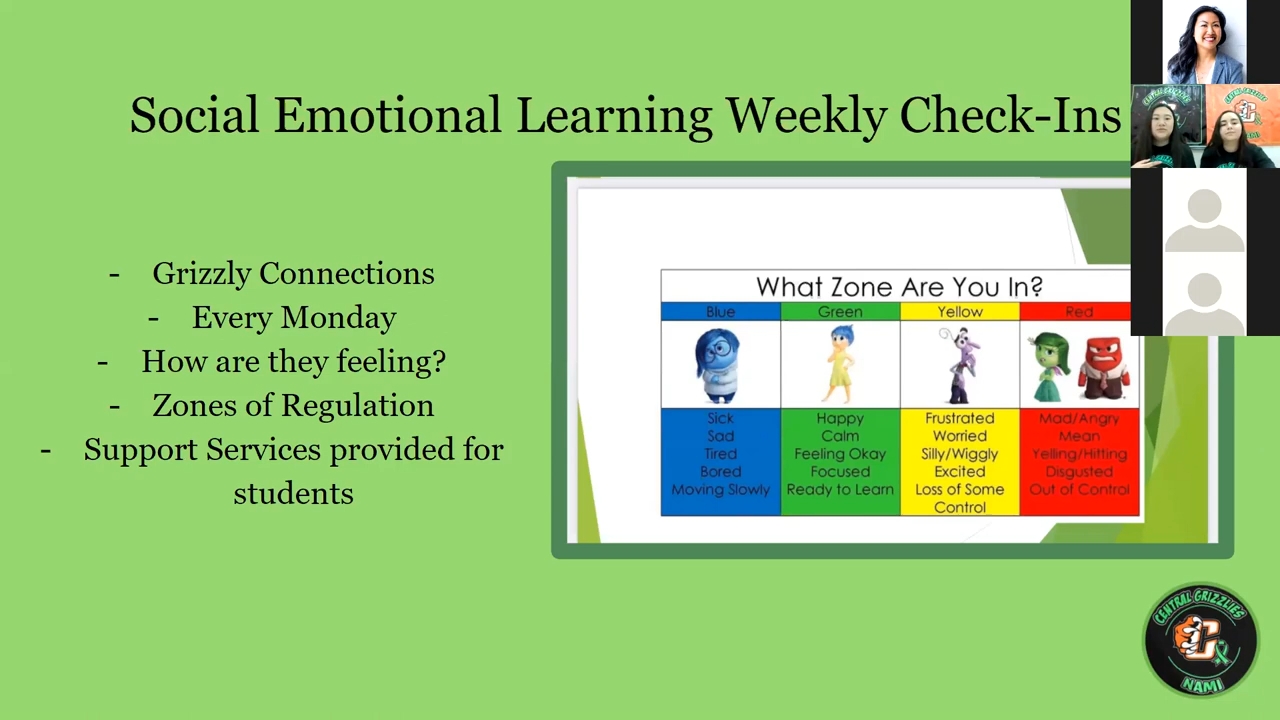 Social Emotional Learning Weekly Check-Ins
- Grizzly Connections
- Every Monday
- How are they feeling?
- Zones of Regulation
- Support Services provided for
students
What Zone Are You In?
Blue Green Yellow Red
Sick Happy Frustrated Mad/Angry
Sad Calm Worried Mean
Tired Feeling Okay Silly/Wiggly Yelling/Hitting
Bored Focused Excited Disgusted
Moving Slowly Ready to Learn Loss of Some Out of Control
Control
CENTRAL GRIZZLIES
C
NAMI